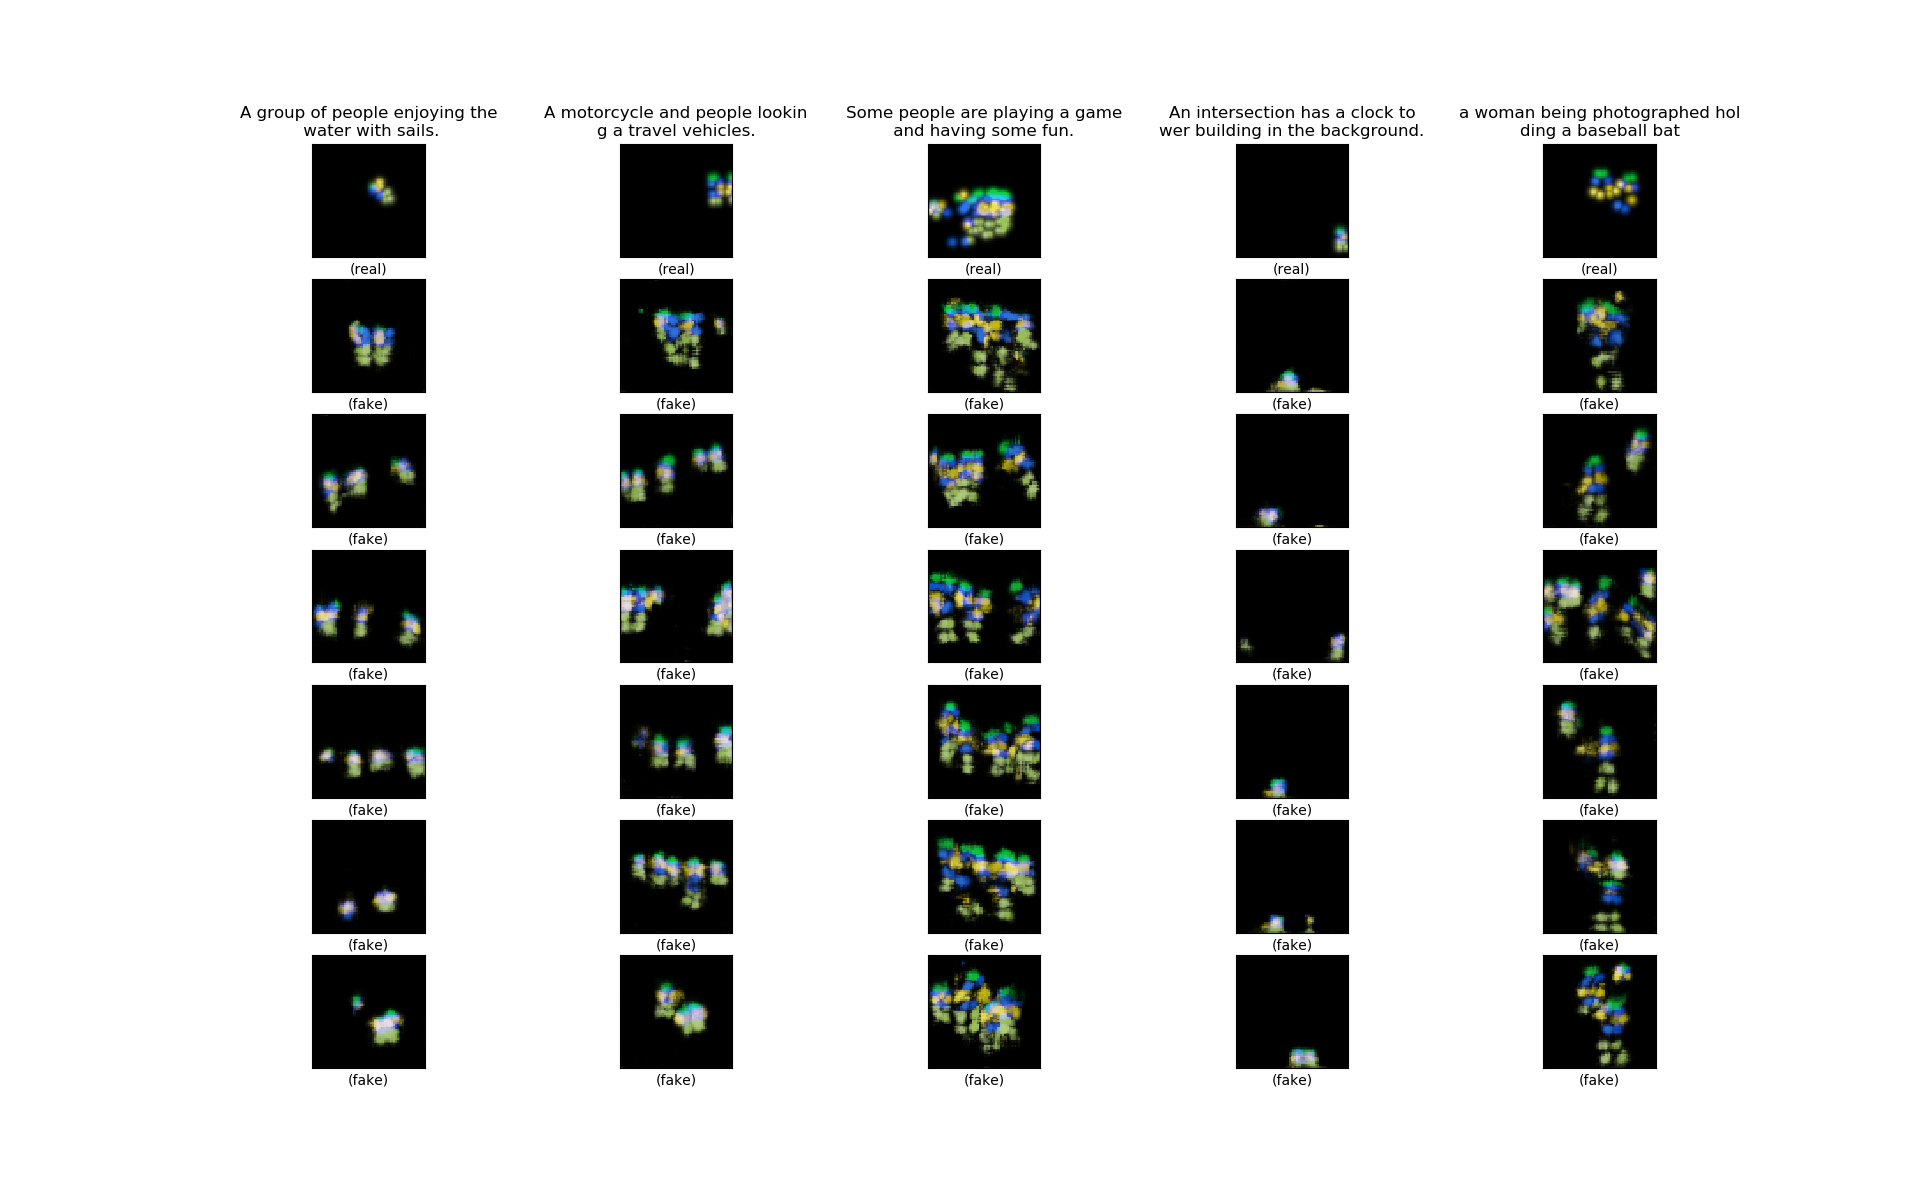 A group of people enjoying the
water with sails.
A motorcycle and people lookin
g a travel vehicles.
Some people are playing a game
and having some fun.
An intersection has a clock to
wer building in the background.
a woman being photographed hol
ding a baseball bat
(real) (real) (real) (real) (real)
(fake) (fake) (fake) (fake) (fake)
(fake) (fake) (fake) (fake) (fake)
(fake) (fake) (fake) (fake) (fake)
(fake) (fake) (fake) (fake) (fake)
(fake) (fake) (fake) (fake) (fake)
(fake) (fake) (fake) (fake) (fake)